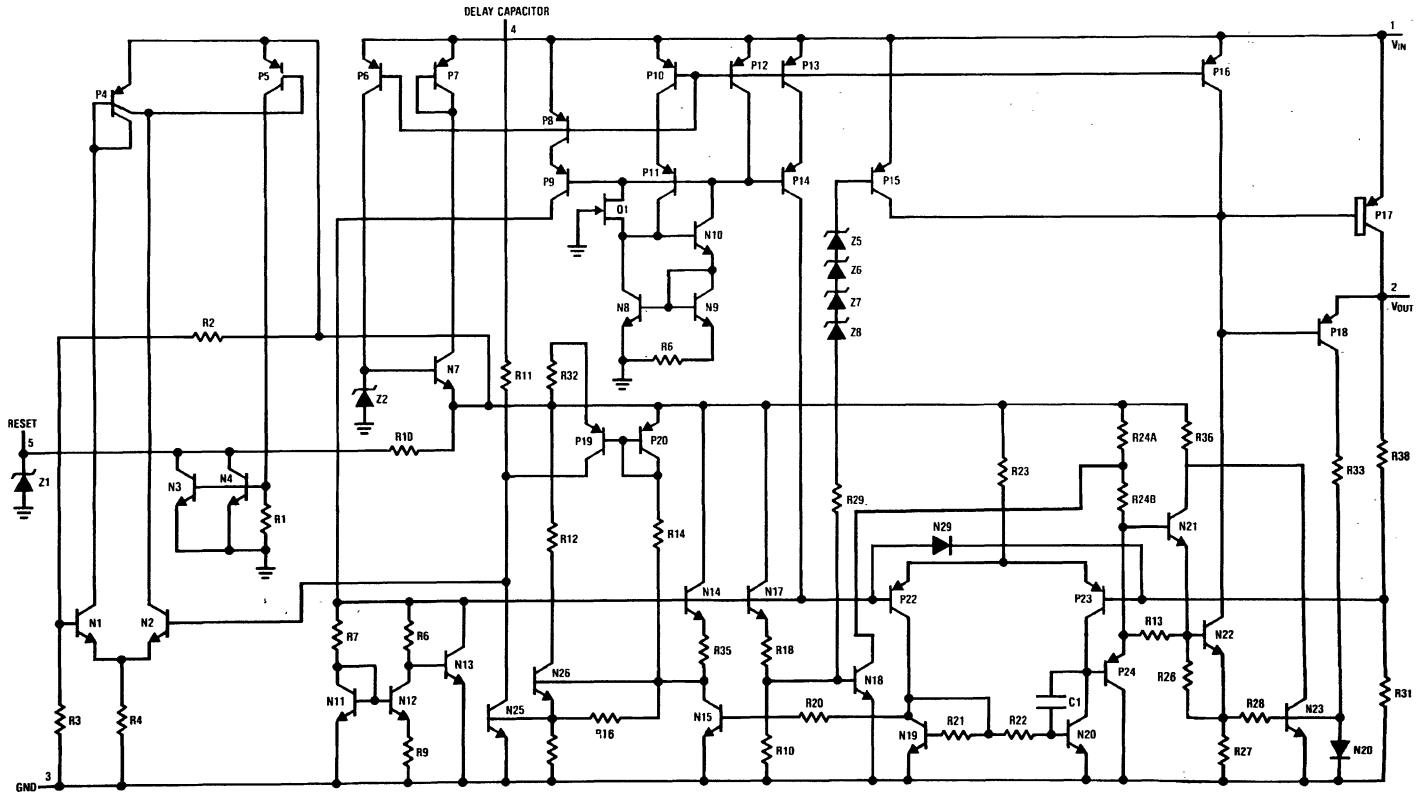 DELAY CAPACITOR
4
1
VIN
P4
P5
P6
P7
P10
P12
P13
P16
P8
P9
P11
P14
P15
P17
Q1
N10
Z5
Z6
Z7
Z8
2
VOUT
N8
N9
P18
R2
R6
N7
R11
R32
Z2
RESET
5
R10
P19
P20
R24A
R36
R38
R33
Z1
N3
N4
R1
R23
R24B
R29
R12
R14
N29
N21
N1
N2
R7
R6
N13
N14
N17
P22
P23
R13
N22
R35
R18
N26
N18
P24
R26
R31
N11
N12
N25
R16
N15
R20
C1
R3
R4
R9
R10
N19
R21
R22
N20
R28
N23
R27
N20
3
GND